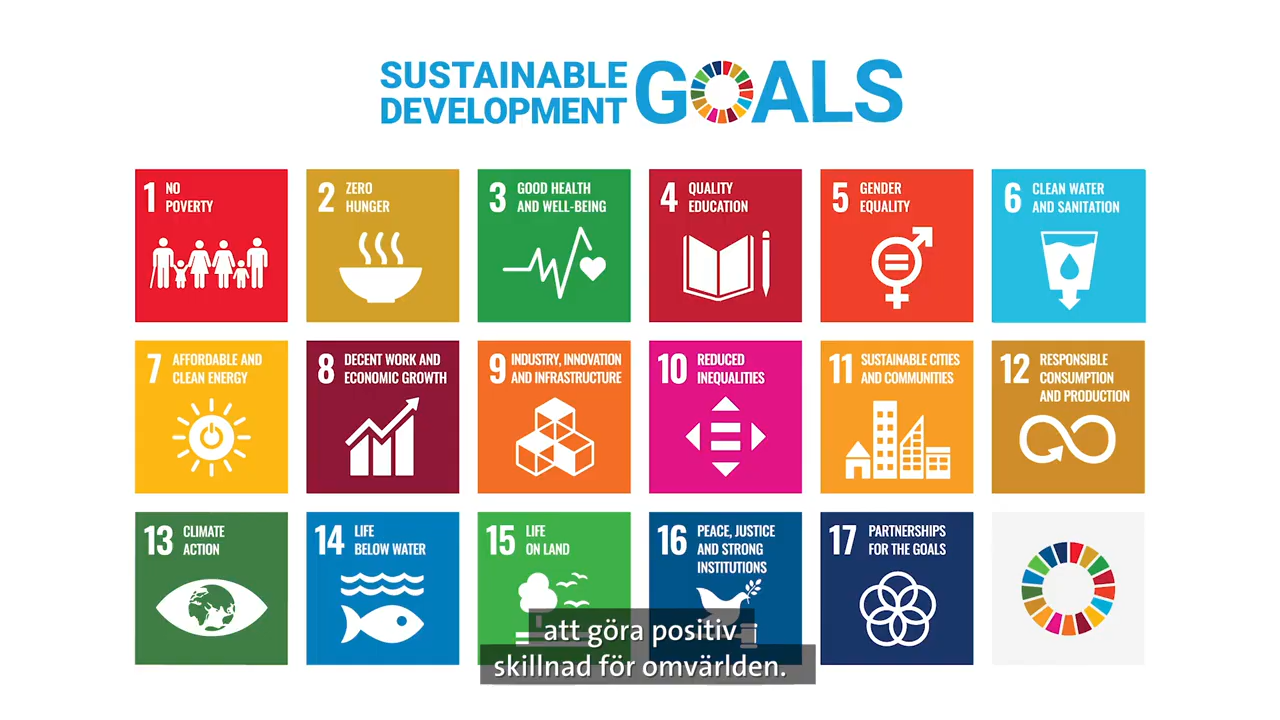 SUSTAINABLE
DEVELOPMENT
GOALS
1 NO
POVERTY
2 ZERO
HUNGER
3 GOOD HEALTH
AND WELL-BEING
4 QUALITY
EDUCATION
5 GENDER
EQUALITY
6 CLEAN WATER
AND SANITATION
7 AFFORDABLE AND
CLEAN ENERGY
8 DECENT WORK AND
ECONOMIC GROWTH
9 INDUSTRY, INNOVATION
AND INFRASTRUCTURE
10 REDUCED
INEQUALITIES
11 SUSTAINABLE CITIES
AND COMMUNITIES
12 RESPONSIBLE
CONSUMPTION
AND PRODUCTION
13 CLIMATE
ACTION
14 LIFE
BELOW WATER
15 LIFE
ON LAND
16 PEACE, JUSTICE
AND STRONG
INSTITUTIONS
17 PARTNERSHIPS
FOR THE GOALS
att göra positiv
skillnad för omvärlden.